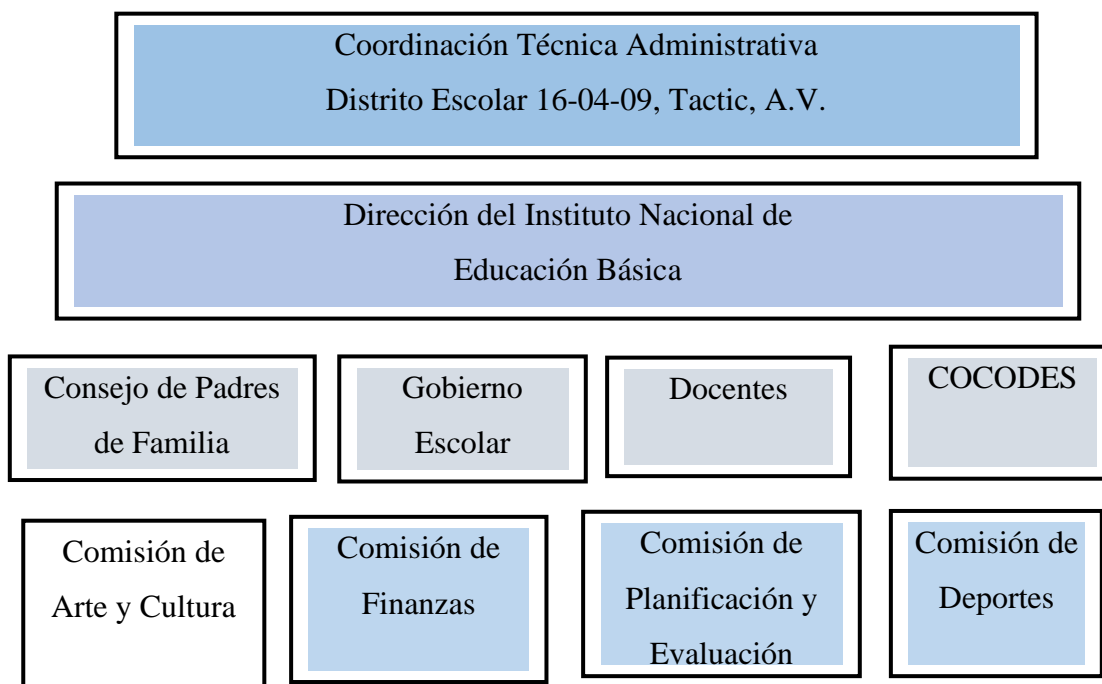 Coordinación Técnica Administrativa
Distrito Escolar 16-04-09, Tactic, A.V.
Dirección del Instituto Nacional de
Educación Básica
Consejo de Padres
de Familia
Gobierno
Escolar
Docentes
COCODES
Comisión de
Arte y Cultura
Comisión de
Finanzas
Comisión de
Planificación y
Evaluación
Comisión de
Deportes